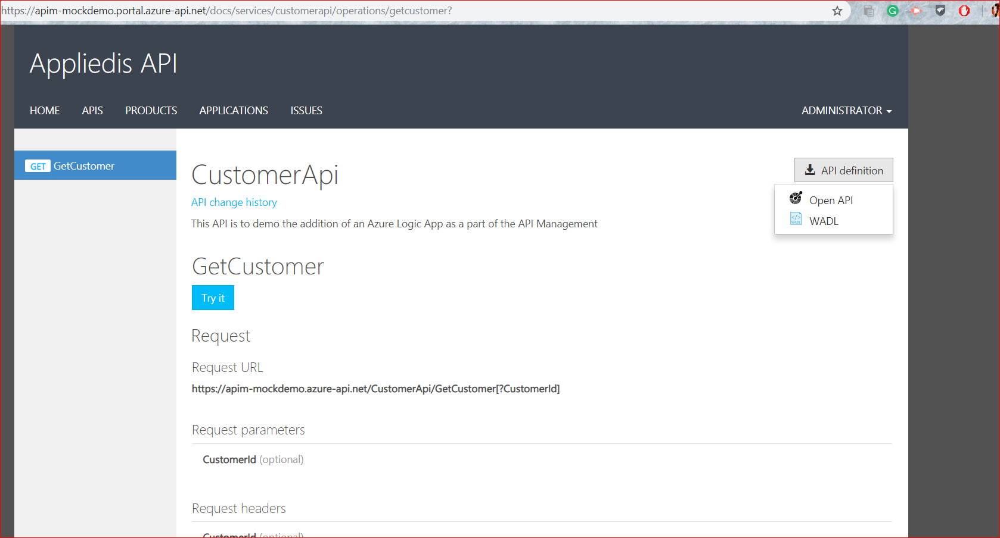 https://apim-mockdemo.portal.azure-api.net/docs/services/customerapi/operations/getcustomer?
Appliedis API
HOME APIS PRODUCTS APPLICATIONS ISSUES ADMINISTRATOR
GET GetCustomer
CustomerApi
API definition
Open API
WADL
API change history
This API is to demo the addition of an Azure Logic App as a part of the API Management
GetCustomer
Try it
Request
Request URL
https://apim-mockdemo.azure-api.net/CustomerApi/GetCustomer[?CustomerId]
Request parameters
CustomerId (optional)
Request headers
CustomerId (optional)